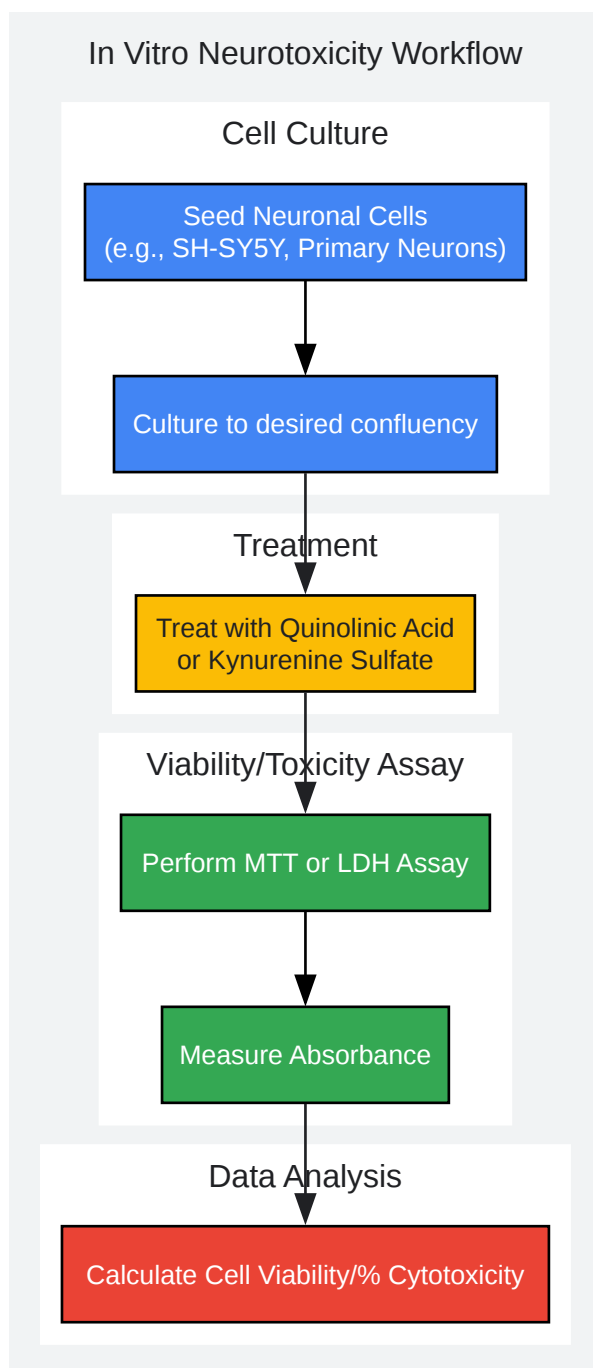 In Vitro Neurotoxicity Workflow
Cell Culture
Seed Neuronal Cells
(e.g., SH-SY5Y, Primary Neurons)
Culture to desired confluency
Treatment
Treat with Quinolinic Acid
or Kynurenine Sulfate
Viability/Toxicity Assay
Perform MTT or LDH Assay
Measure Absorbance
Data Analysis
Calculate Cell Viability/% Cytotoxicity